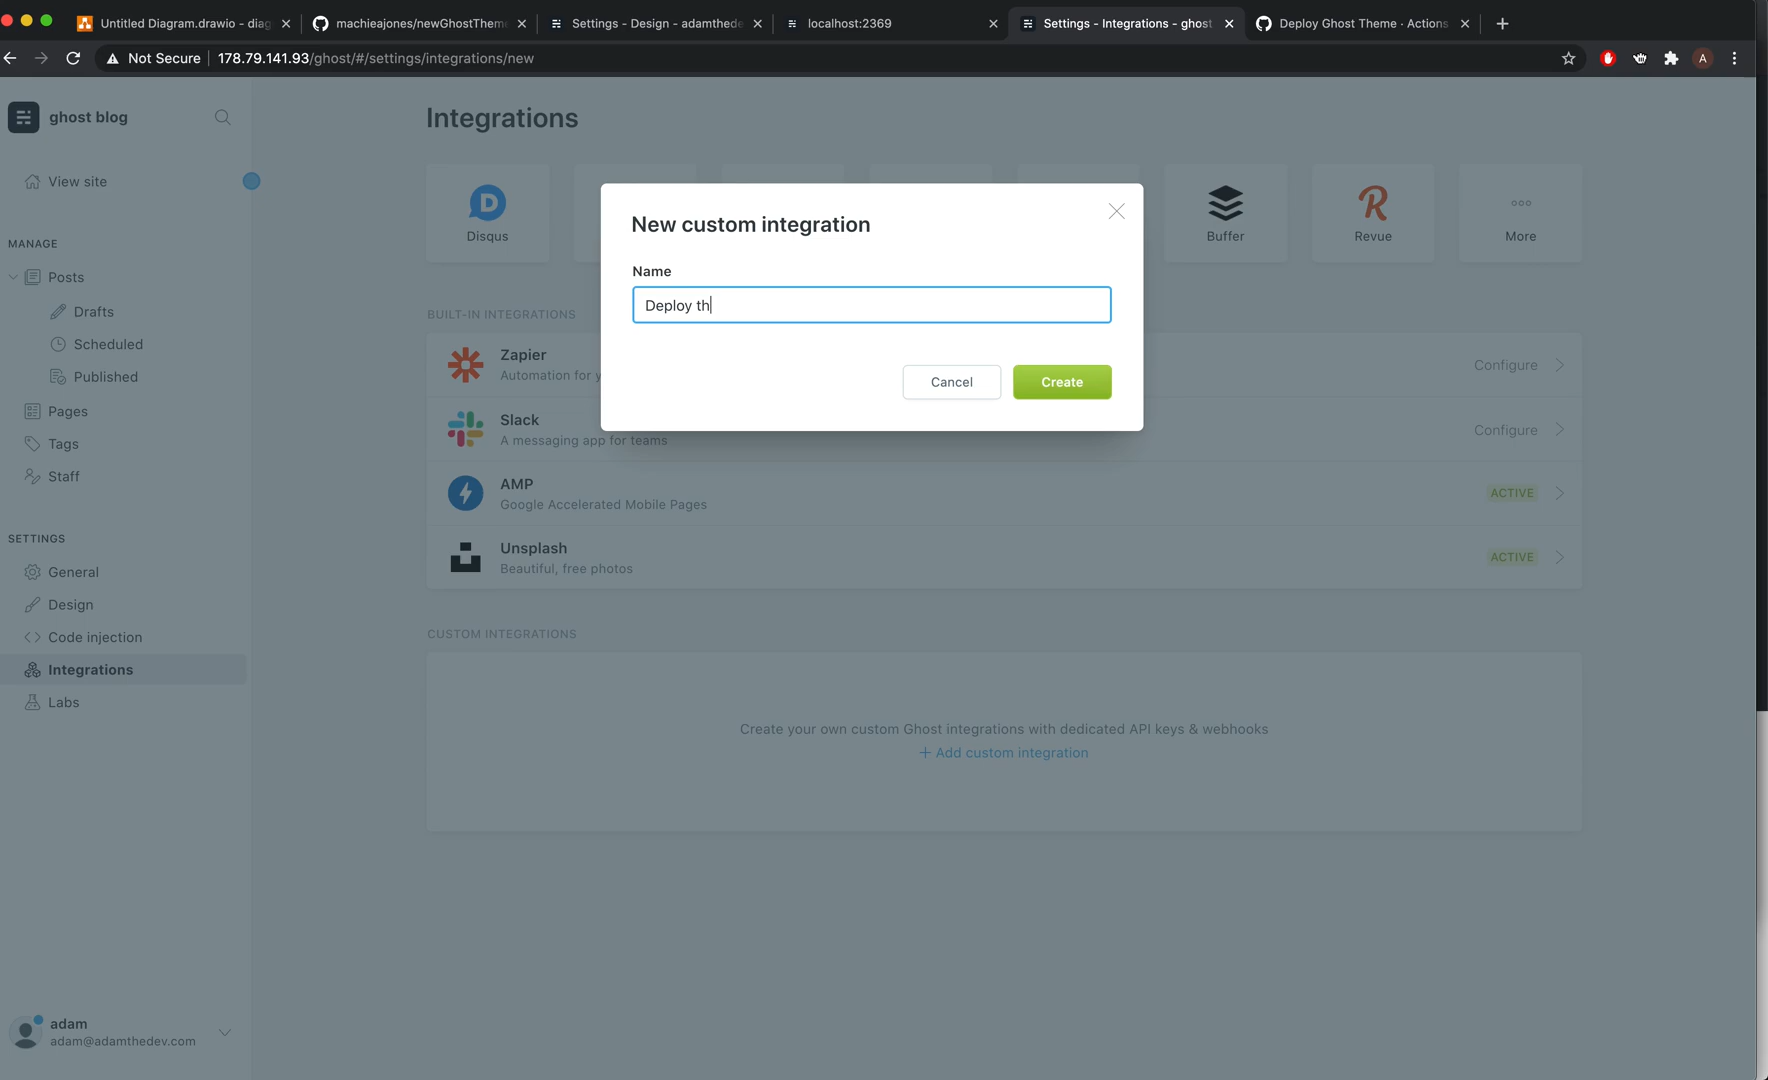 Untitled Diagram.drawio - diag
machieajones/newGhostTheme
Settings - Design - adamthede
localhost:2369
Settings - Integrations - ghost
Deploy Ghost Theme · Actions
Not Secure
178.79.141.93/ghost/#/settings/integrations/new
A
ghost blog
View site
MANAGE
Posts
Drafts
Scheduled
Published
Pages
Tags
Staff
SETTINGS
General
Design
Code injection
Integrations
Labs
adam
adam@adamthedev.com
Integrations
Disqus
Buffer
Revue
More
New custom integration
Name
Deploy th
Cancel
Create
BUILT-IN INTEGRATIONS
Zapier
Automation for y
Configure
Slack
A messaging app for teams
Configure
AMP
Google Accelerated Mobile Pages
ACTIVE
Unsplash
Beautiful, free photos
ACTIVE
CUSTOM INTEGRATIONS
Create your own custom Ghost integrations with dedicated API keys & webhooks
+ Add custom integration